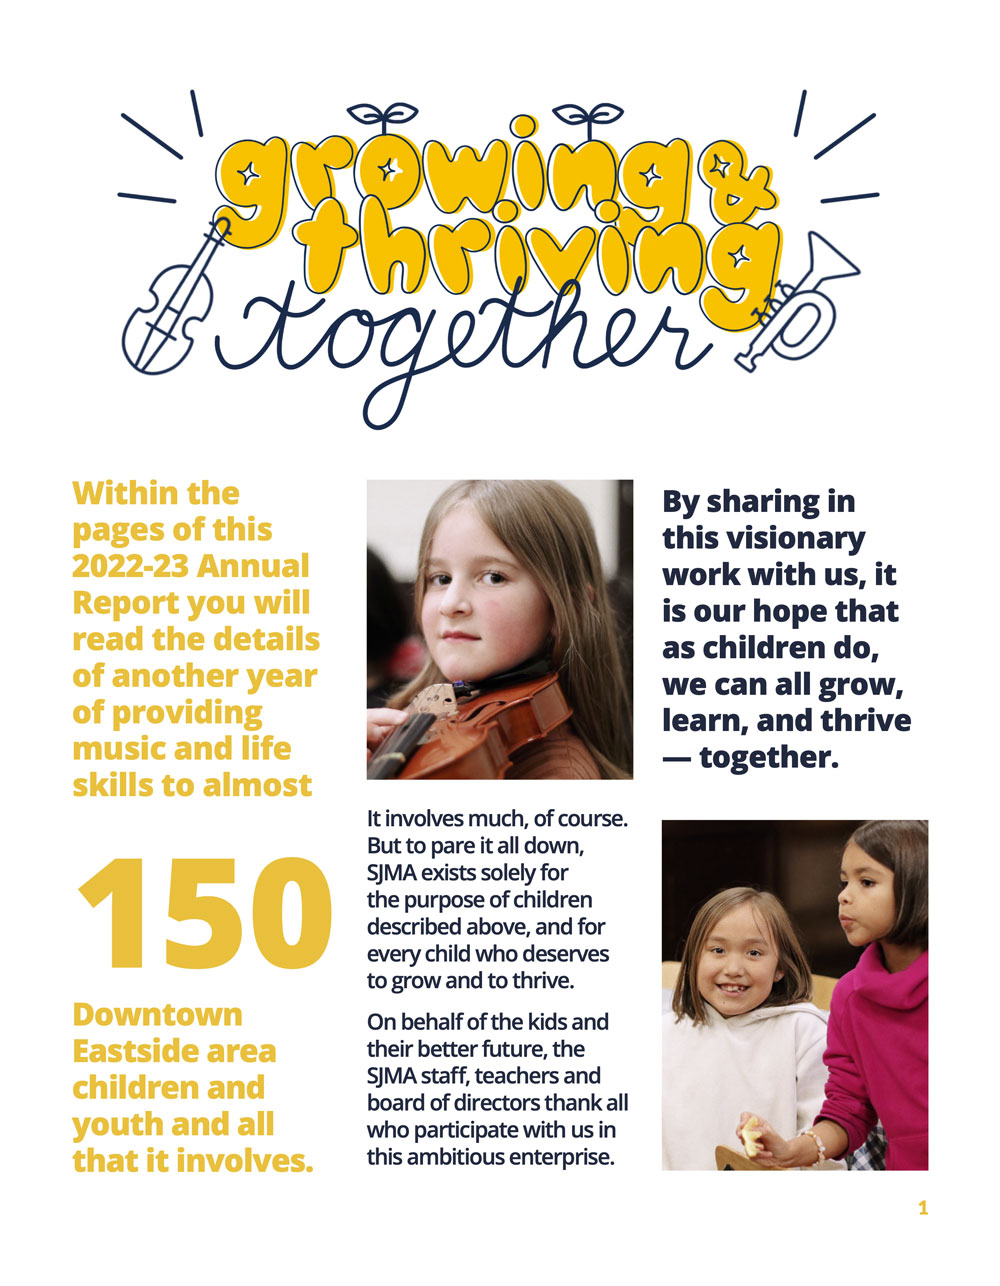 growing &
thriving
together
Within the
pages of this
2022-23 Annual
Report you will
read the details
of another year
of providing
music and life
skills to almost
150
Downtown
Eastside area
children and
youth and all
that it involves.
It involves much, of course.
But to pare it all down,
SJMA exists solely for
the purpose of children
described above, and for
every child who deserves
to grow and to thrive.
On behalf of the kids and
their better future, the
SJMA staff, teachers and
board of directors thank all
who participate with us in
this ambitious enterprise.
By sharing in
this visionary
work with us, it
is our hope that
as children do,
we can all grow,
learn, and thrive
— together.
1